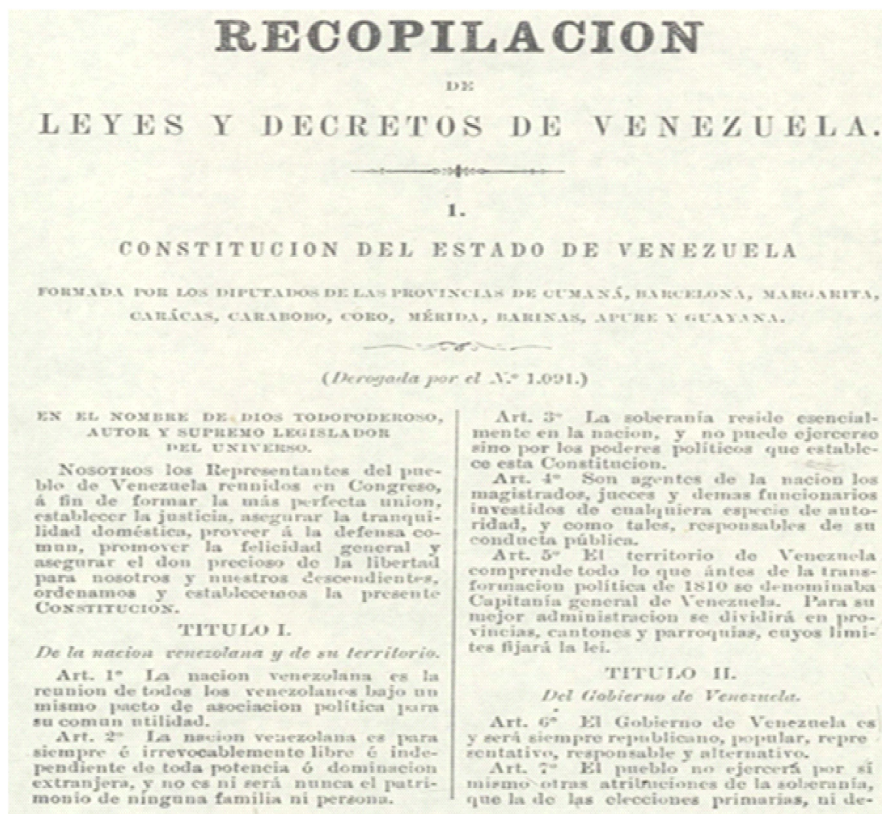 RECOPILACION
DE
LEYES Y DECRETOS DE VENEZUELA.
1.
CONSTITUCION DEL ESTADO DE VENEZUELA
FORMADA POR LOS DIPUTADOS DE LAS PROVINCIAS DE CUMANÁ, BARCELONA, MARGARITA,
CARÁCAS, CARABOBO, CORO, MÉRIDA, BARINAS, APURE Y GUAYANA.
(Derogada por el N.º 1.091.)
EN EL NOMBRE DE DIOS TODOPODEROSO,
AUTOR Y SUPREMO LEGISLADOR
DEL UNIVERSO.
NOSOTROS los Representantes del pue-
blo de Venezuela reunidos en Congreso,
á fin de formar la más perfecta union,
establecer la justicia, asegurar la tranqui-
lidad doméstica, proveer á la defensa co-
mun, promover la felicidad general y
asegurar el don precioso de la libertad
para nosotros y nuestros descendientes,
ordenamos y establecemos la presente
CONSTITUCION.
TITULO I.
De la nacion venezolana y de su territorio.
Art. 1º La nacion venezolana es la
reunion de todos los venezolanos bajo un
mismo pacto de asociacion política para
su comun utilidad.
Art. 2º La nacion venezolana es para
siempre é irrevocablemente libre é inde-
pendiente de toda potencia ó dominacion
extranjera, y no es ni será nunca el patri-
monio de ninguna familia ni persona.
Art. 3º La soberanía reside esencial-
mente en la nacion, y no puede ejercerse
sino por los poderes políticos que estable-
ce esta Constitucion.
Art. 4º Son agentes de la nacion los
magistrados, jueces y demas funcionarios
investidos de cualquiera especie de auto-
ridad, y como tales, responsables de su
conducta pública.
Art. 5º El territorio de Venezuela
comprende todo lo que ántes de la trans-
formacion política de 1810 se denominaba
Capitanía general de Venezuela. Para su
mejor administracion se dividirá en pro-
vincias, cantones y parroquias, cuyos lími-
tes fijará la lei.
TITULO II.
Del Gobierno de Venezuela.
Art. 6º El Gobierno de Venezuela es
y será siempre republicano, popular, repre
sentativo, responsable y alternativo.
Art. 7º El pueblo no ejercerá por sí
mismo otras atribuciones de la soberanía,
que la de las elecciones primarias, ni de-